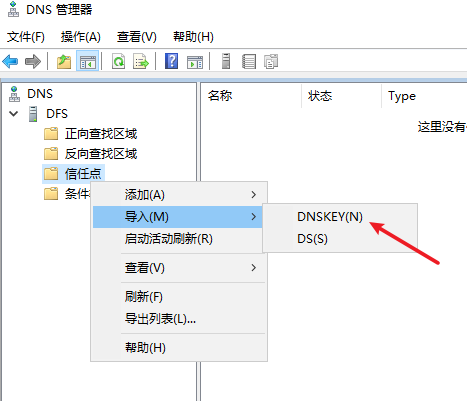 DNS 管理器
文件(F) 操作(A) 查看(V) 帮助(H)
DNS
DFS
正向查找区域
反向查找区域
信任点
条件
名称 状态 Type
这里没有
添加(A)
导入(M)
启动活动刷新(R)
查看(V)
刷新(F)
导出列表(L)...
帮助(H)
DNSKEY(N)
DS(S)